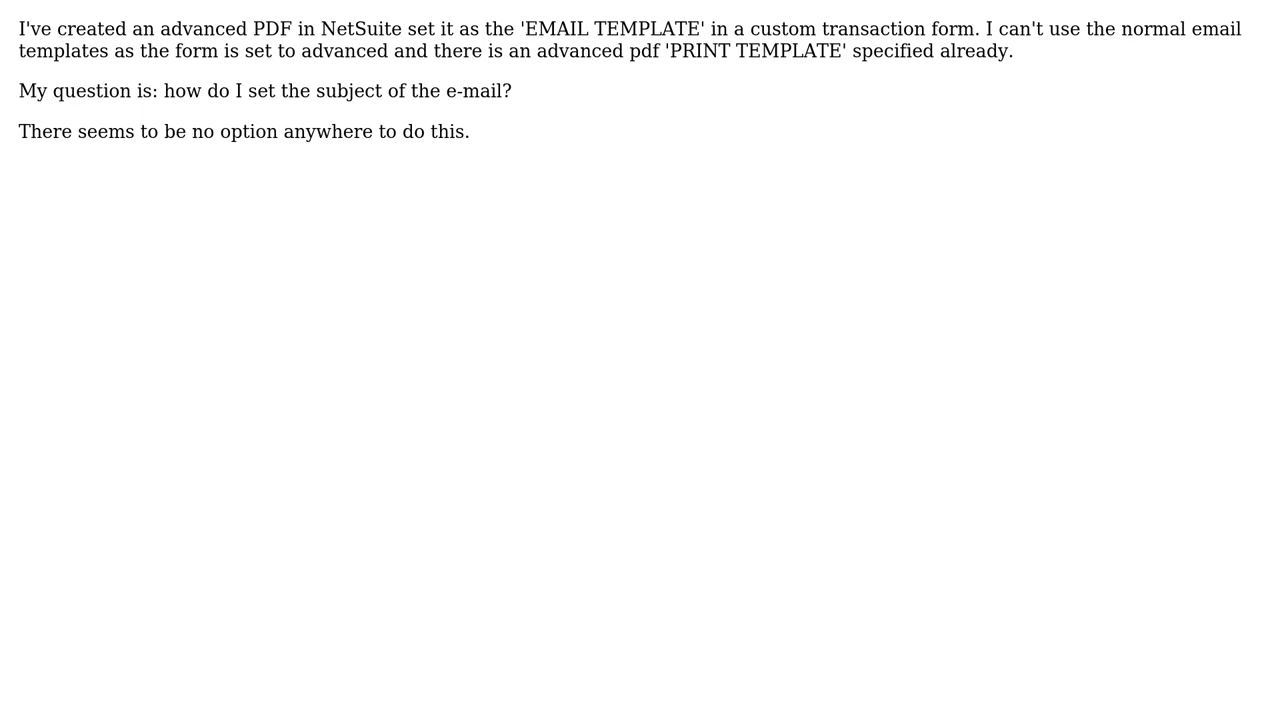 I've created an advanced PDF in NetSuite set it as the 'EMAIL TEMPLATE' in a custom transaction form. I can't use the normal email
templates as the form is set to advanced and there is an advanced pdf 'PRINT TEMPLATE' specified already.
My question is: how do I set the subject of the e-mail?
There seems to be no option anywhere to do this.